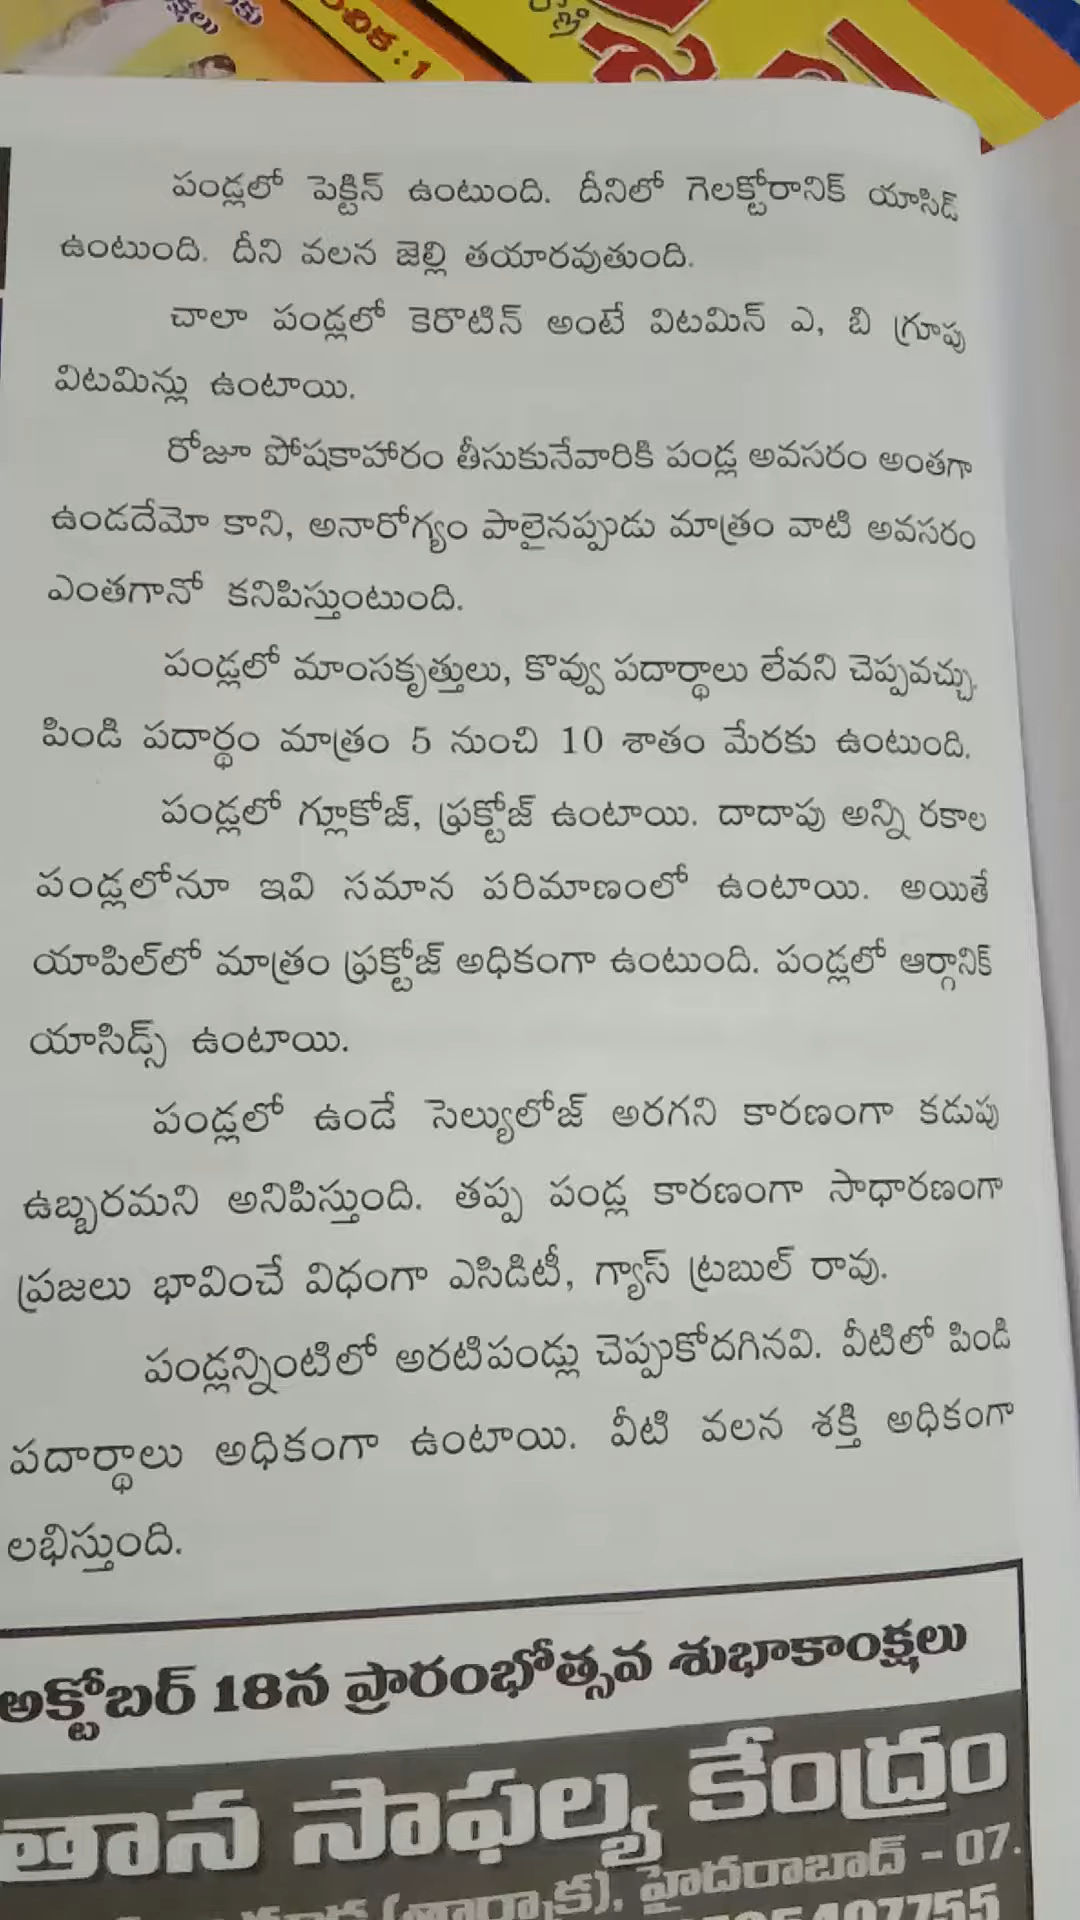 పండ్లలో పెక్టిన్ ఉంటుంది. దీనిలో గెలక్టోరానిక్ యాసిడ్
ఉంటుంది. దీని వలన జెల్లి తయారవుతుంది.
చాలా పండ్లలో కెరొటిన్ అంటే విటమిన్ ఎ, బి గ్రూపు
విటమిన్లు ఉంటాయి.
రోజూ పోషకాహారం తీసుకునేవారికి పండ్ల అవసరం అంతగా
ఉండదేమో కాని, అనారోగ్యం పాలైనప్పుడు మాత్రం వాటి అవసరం
ఎంతగానో కనిపిస్తుంటుంది.
పండ్లలో మాంసకృత్తులు, కొవ్వు పదార్థాలు లేవని చెప్పవచ్చు.
పిండి పదార్థం మాత్రం 5 నుంచి 10 శాతం మేరకు ఉంటుంది.
పండ్లలో గ్లూకోజ్, ఫ్రక్టోజ్ ఉంటాయి. దాదాపు అన్ని రకాల
పండ్లలోనూ ఇవి సమాన పరిమాణంలో ఉంటాయి. అయితే
యాపిల్‌లో మాత్రం ఫ్రక్టోజ్ అధికంగా ఉంటుంది. పండ్లలో ఆర్గానిక్
యాసిడ్స్ ఉంటాయి.
పండ్లలో ఉండే సెల్యులోజ్ అరగని కారణంగా కడుపు
ఉబ్బరమని అనిపిస్తుంది. తప్ప పండ్ల కారణంగా సాధారణంగా
ప్రజలు భావించే విధంగా ఎసిడిటీ, గ్యాస్ ట్రబుల్ రావు.
పండ్లన్నింటిలో అరటిపండ్లు చెప్పుకోదగినవి. వీటిలో పిండి
పదార్థాలు అధికంగా ఉంటాయి. వీటి వలన శక్తి అధికంగా
లభిస్తుంది.
అక్టోబర్ 18న ప్రారంభోత్సవ శుభాకాంక్షలు
తాన సాఫల్య కేంద్రం
(తార్నాక), హైదరాబాద్ - 07.